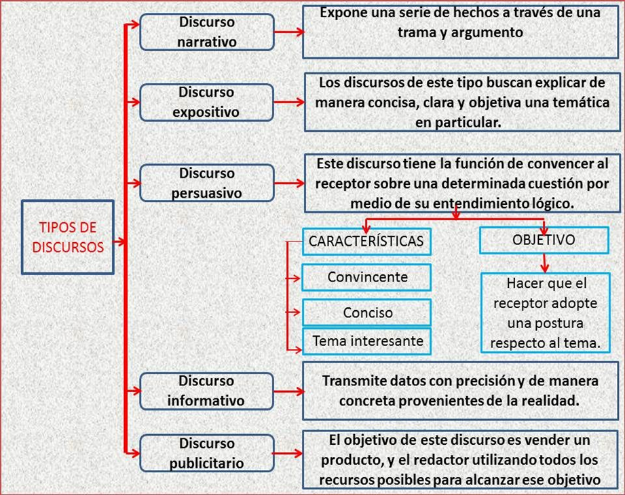 TIPOS DE
DISCURSOS
Discurso
narrativo
Expone una serie de hechos a través de una
trama y argumento
Discurso
expositivo
Los discursos de este tipo buscan explicar de
manera concisa, clara y objetiva una temática
en particular.
Discurso
persuasivo
Este discurso tiene la función de convencer al
receptor sobre una determinada cuestión por
medio de su entendimiento lógico.
CARACTERÍSTICAS
Convincente
Conciso
Tema interesante
OBJETIVO
Hacer que el
receptor adopte
una postura
respecto al tema.
Discurso
informativo
Transmite datos con precisión y de manera
concreta provenientes de la realidad.
Discurso
publicitario
El objetivo de este discurso es vender un
producto, y el redactor utilizando todos los
recursos posibles para alcanzar ese objetivo